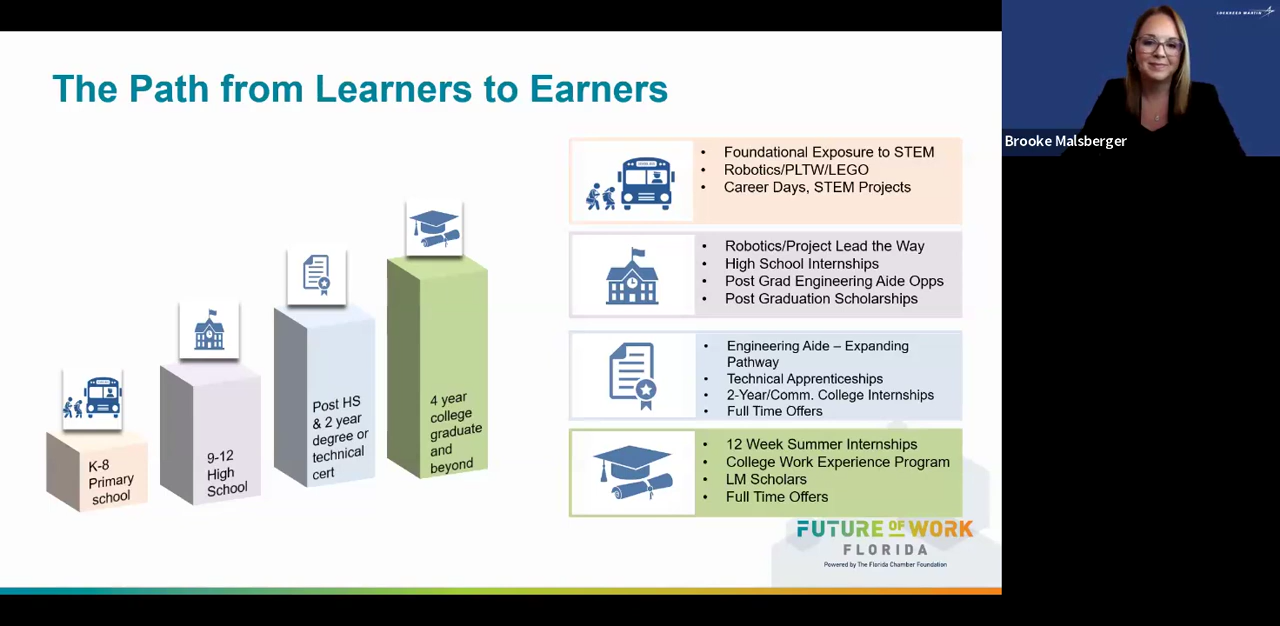 LOCKHEED MARTIN
The Path from Learners to Earners
Brooke Malsberger
K-8
Primary
school
9-12
High
School
Post HS
& 2 year
degree or
technical
cert
4 year
college
graduate
and
beyond
• Foundational Exposure to STEM
• Robotics/PLTW/LEGO
• Career Days, STEM Projects
• Robotics/Project Lead the Way
• High School Internships
• Post Grad Engineering Aide Opps
• Post Graduation Scholarships
• Engineering Aide – Expanding
Pathway
• Technical Apprenticeships
• 2-Year/Comm. College Internships
• Full Time Offers
• 12 Week Summer Internships
• College Work Experience Program
• LM Scholars
• Full Time Offers
FUTURE OF WORK
FLORIDA
Powered by The Florida Chamber Foundation